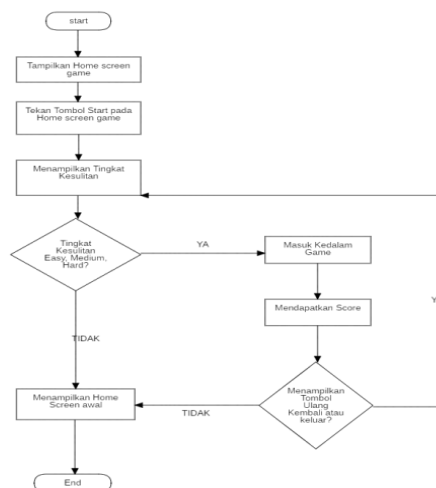 start
Tampilkan Home screen
game
Tekan Tombol Start pada
Home screen game
Menampilkan Tingkat
Kesulitan
Tingkat
Kesulitan
Easy, Medium,
Hard?
YA
Masuk Kedalam
Game
Mendapatkan Score
TIDAK
Menampilkan
Tombol
Ulang
Kembali atau
keluar?
TIDAK
Menampilkan Home
Screen awal
End